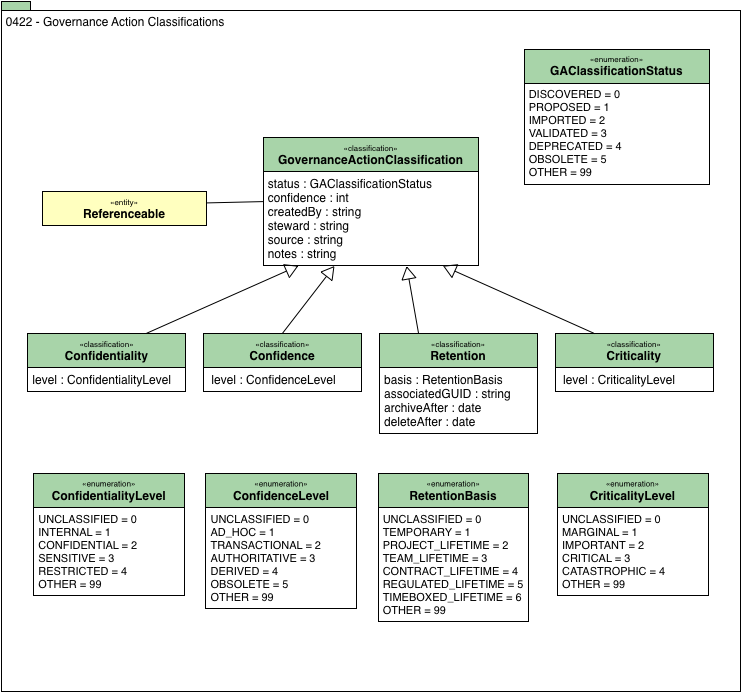 0422 - Governance Action Classifications
«enumeration»
GAClassificationStatus
DISCOVERED = 0
PROPOSED = 1
IMPORTED = 2
VALIDATED = 3
DEPRECATED = 4
OBSOLETE = 5
OTHER = 99
«classification»
GovernanceActionClassification
status : GAClassificationStatus
confidence : int
createdBy : string
steward : string
source : string
notes : string
«entity»
Referenceable
«classification»
Confidentiality
level : ConfidentialityLevel
«classification»
Confidence
level : ConfidenceLevel
«classification»
Retention
basis : RetentionBasis
associatedGUID : string
archiveAfter : date
deleteAfter : date
«classification»
Criticality
level : CriticalityLevel
«enumeration»
ConfidentialityLevel
UNCLASSIFIED = 0
INTERNAL = 1
CONFIDENTIAL = 2
SENSITIVE = 3
RESTRICTED = 4
OTHER = 99
«enumeration»
ConfidenceLevel
UNCLASSIFIED = 0
AD_HOC = 1
TRANSACTIONAL = 2
AUTHORITATIVE = 3
DERIVED = 4
OBSOLETE = 5
OTHER = 99
«enumeration»
RetentionBasis
UNCLASSIFIED = 0
TEMPORARY = 1
PROJECT_LIFETIME = 2
TEAM_LIFETIME = 3
CONTRACT_LIFETIME = 4
REGULATED_LIFETIME = 5
TIMEBOXED_LIFETIME = 6
OTHER = 99
«enumeration»
CriticalityLevel
UNCLASSIFIED = 0
MARGINAL = 1
IMPORTANT = 2
CRITICAL = 3
CATASTROPHIC = 4
OTHER = 99